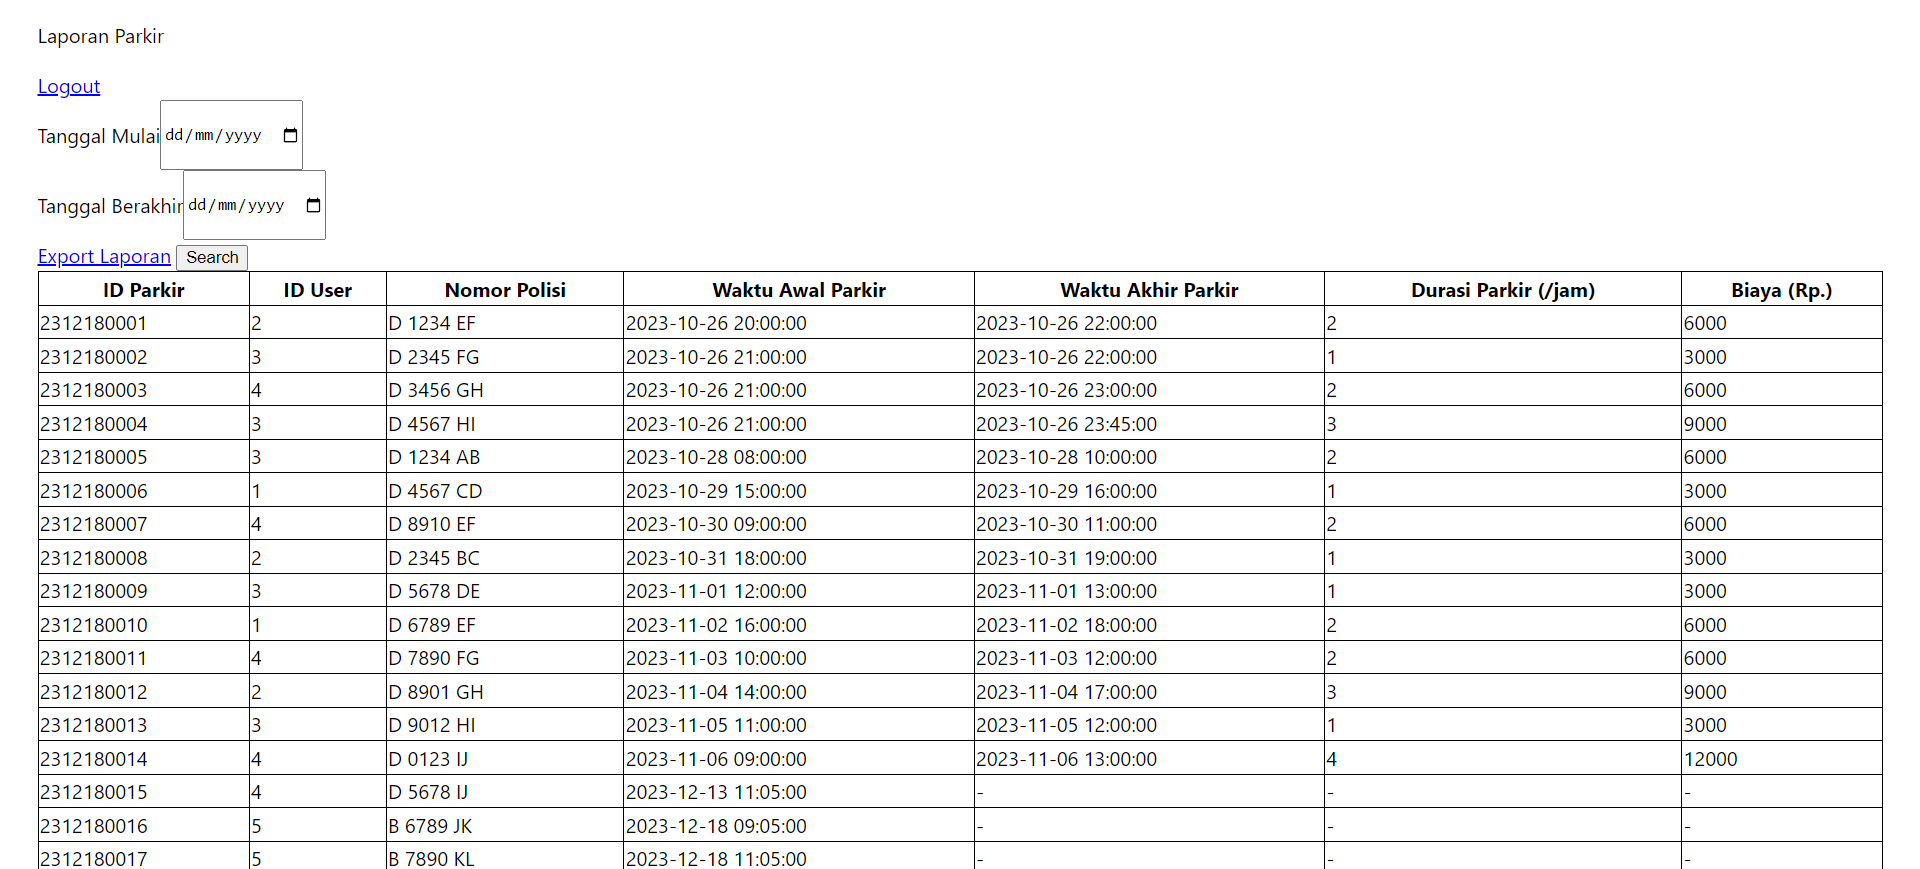 Laporan Parkir
Logout
Tanggal Mulai dd/mm/yyyy
Tanggal Berakhir dd/mm/yyyy
Export Laporan Search
ID Parkir ID User Nomor Polisi Waktu Awal Parkir Waktu Akhir Parkir Durasi Parkir (/jam) Biaya (Rp.)
2312180001 2 D 1234 EF 2023-10-26 20:00:00 2023-10-26 22:00:00 2 6000
2312180002 3 D 2345 FG 2023-10-26 21:00:00 2023-10-26 22:00:00 1 3000
2312180003 4 D 3456 GH 2023-10-26 21:00:00 2023-10-26 23:00:00 2 6000
2312180004 3 D 4567 HI 2023-10-26 21:00:00 2023-10-26 23:45:00 3 9000
2312180005 3 D 1234 AB 2023-10-28 08:00:00 2023-10-28 10:00:00 2 6000
2312180006 1 D 4567 CD 2023-10-29 15:00:00 2023-10-29 16:00:00 1 3000
2312180007 4 D 8910 EF 2023-10-30 09:00:00 2023-10-30 11:00:00 2 6000
2312180008 2 D 2345 BC 2023-10-31 18:00:00 2023-10-31 19:00:00 1 3000
2312180009 3 D 5678 DE 2023-11-01 12:00:00 2023-11-01 13:00:00 1 3000
2312180010 1 D 6789 EF 2023-11-02 16:00:00 2023-11-02 18:00:00 2 6000
2312180011 4 D 7890 FG 2023-11-03 10:00:00 2023-11-03 12:00:00 2 6000
2312180012 2 D 8901 GH 2023-11-04 14:00:00 2023-11-04 17:00:00 3 9000
2312180013 3 D 9012 HI 2023-11-05 11:00:00 2023-11-05 12:00:00 1 3000
2312180014 4 D 0123 IJ 2023-11-06 09:00:00 2023-11-06 13:00:00 4 12000
2312180015 4 D 5678 IJ 2023-12-13 11:05:00 - - -
2312180016 5 B 6789 JK 2023-12-18 09:05:00 - - -
2312180017 5 B 7890 KL 2023-12-18 11:05:00 - - -